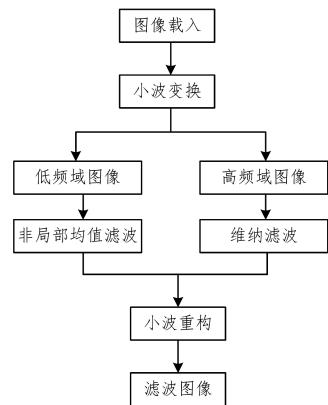 图像载入
小波变换
低频域图像
高频域图像
非局部均值滤波
维纳滤波
小波重构
滤波图像